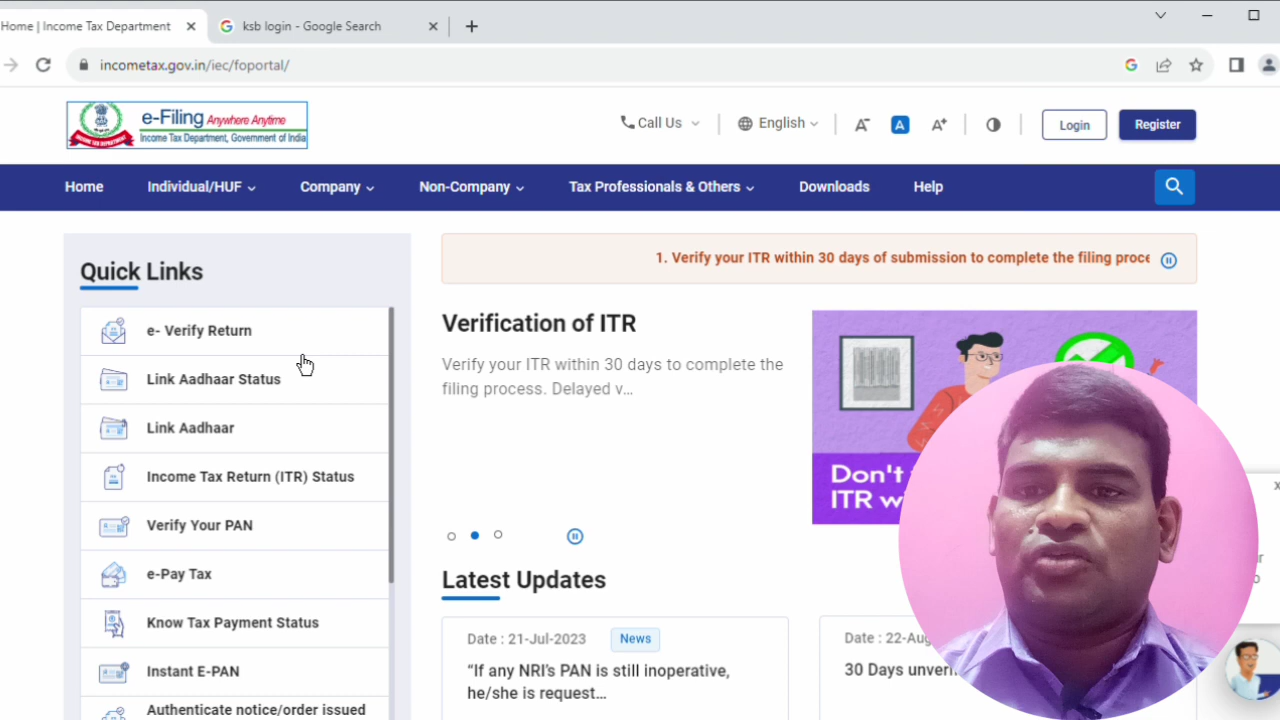 Home | Income Tax Department
ksb login - Google Search
incometax.gov.in/iec/foportal/
e-Filing Anywhere Anytime
Income Tax Department, Government of India
Call Us
English
A-
A
A+
Login
Register
Home
Individual/HUF
Company
Non-Company
Tax Professionals & Others
Downloads
Help
Quick Links
e- Verify Return
Link Aadhaar Status
Link Aadhaar
Income Tax Return (ITR) Status
Verify Your PAN
e-Pay Tax
Know Tax Payment Status
Instant E-PAN
Authenticate notice/order issued
1. Verify your ITR within 30 days of submission to complete the filing proce
Verification of ITR
Verify your ITR within 30 days to complete the
filing process. Delayed v...
Don't
ITR w
Latest Updates
Date : 21-Jul-2023
News
“If any NRI's PAN is still inoperative,
he/she is request...
Date : 22-Aug
30 Days unveri